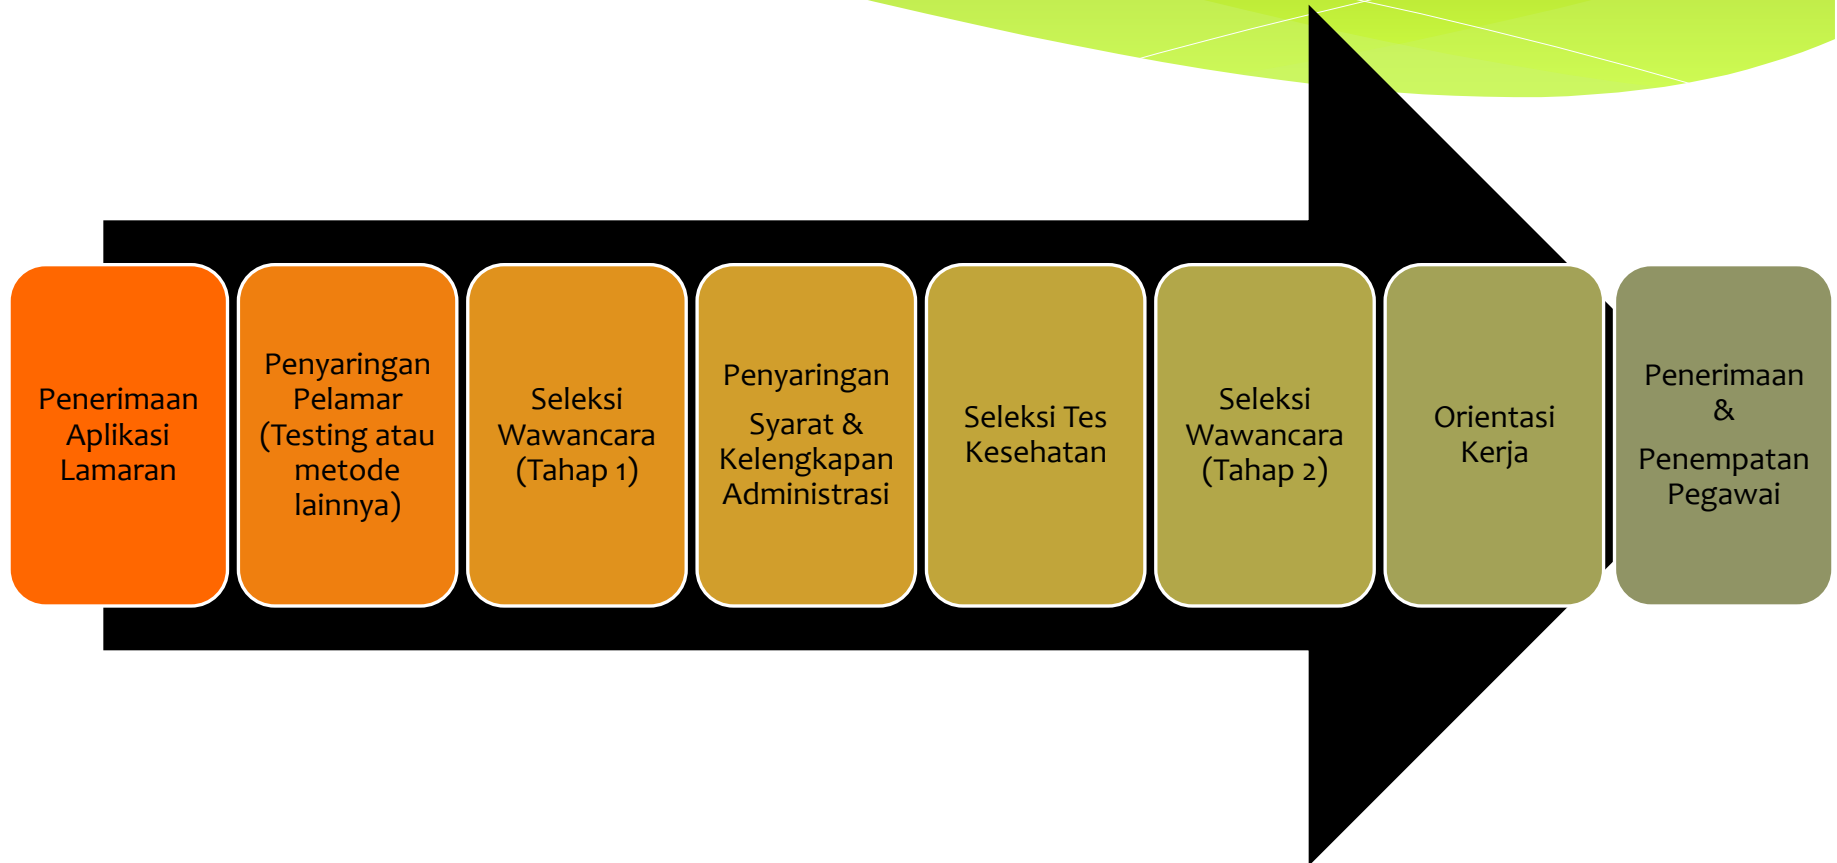 Penerimaan
Aplikasi
Lamaran
Penyaringan
Pelamar
(Testing atau
metode
lainnya)
Seleksi
Wawancara
(Tahap 1)
Penyaringan
Syarat &
Kelengkapan
Administrasi
Seleksi Tes
Kesehatan
Seleksi
Wawancara
(Tahap 2)
Orientasi
Kerja
Penerimaan
&
Penempatan
Pegawai